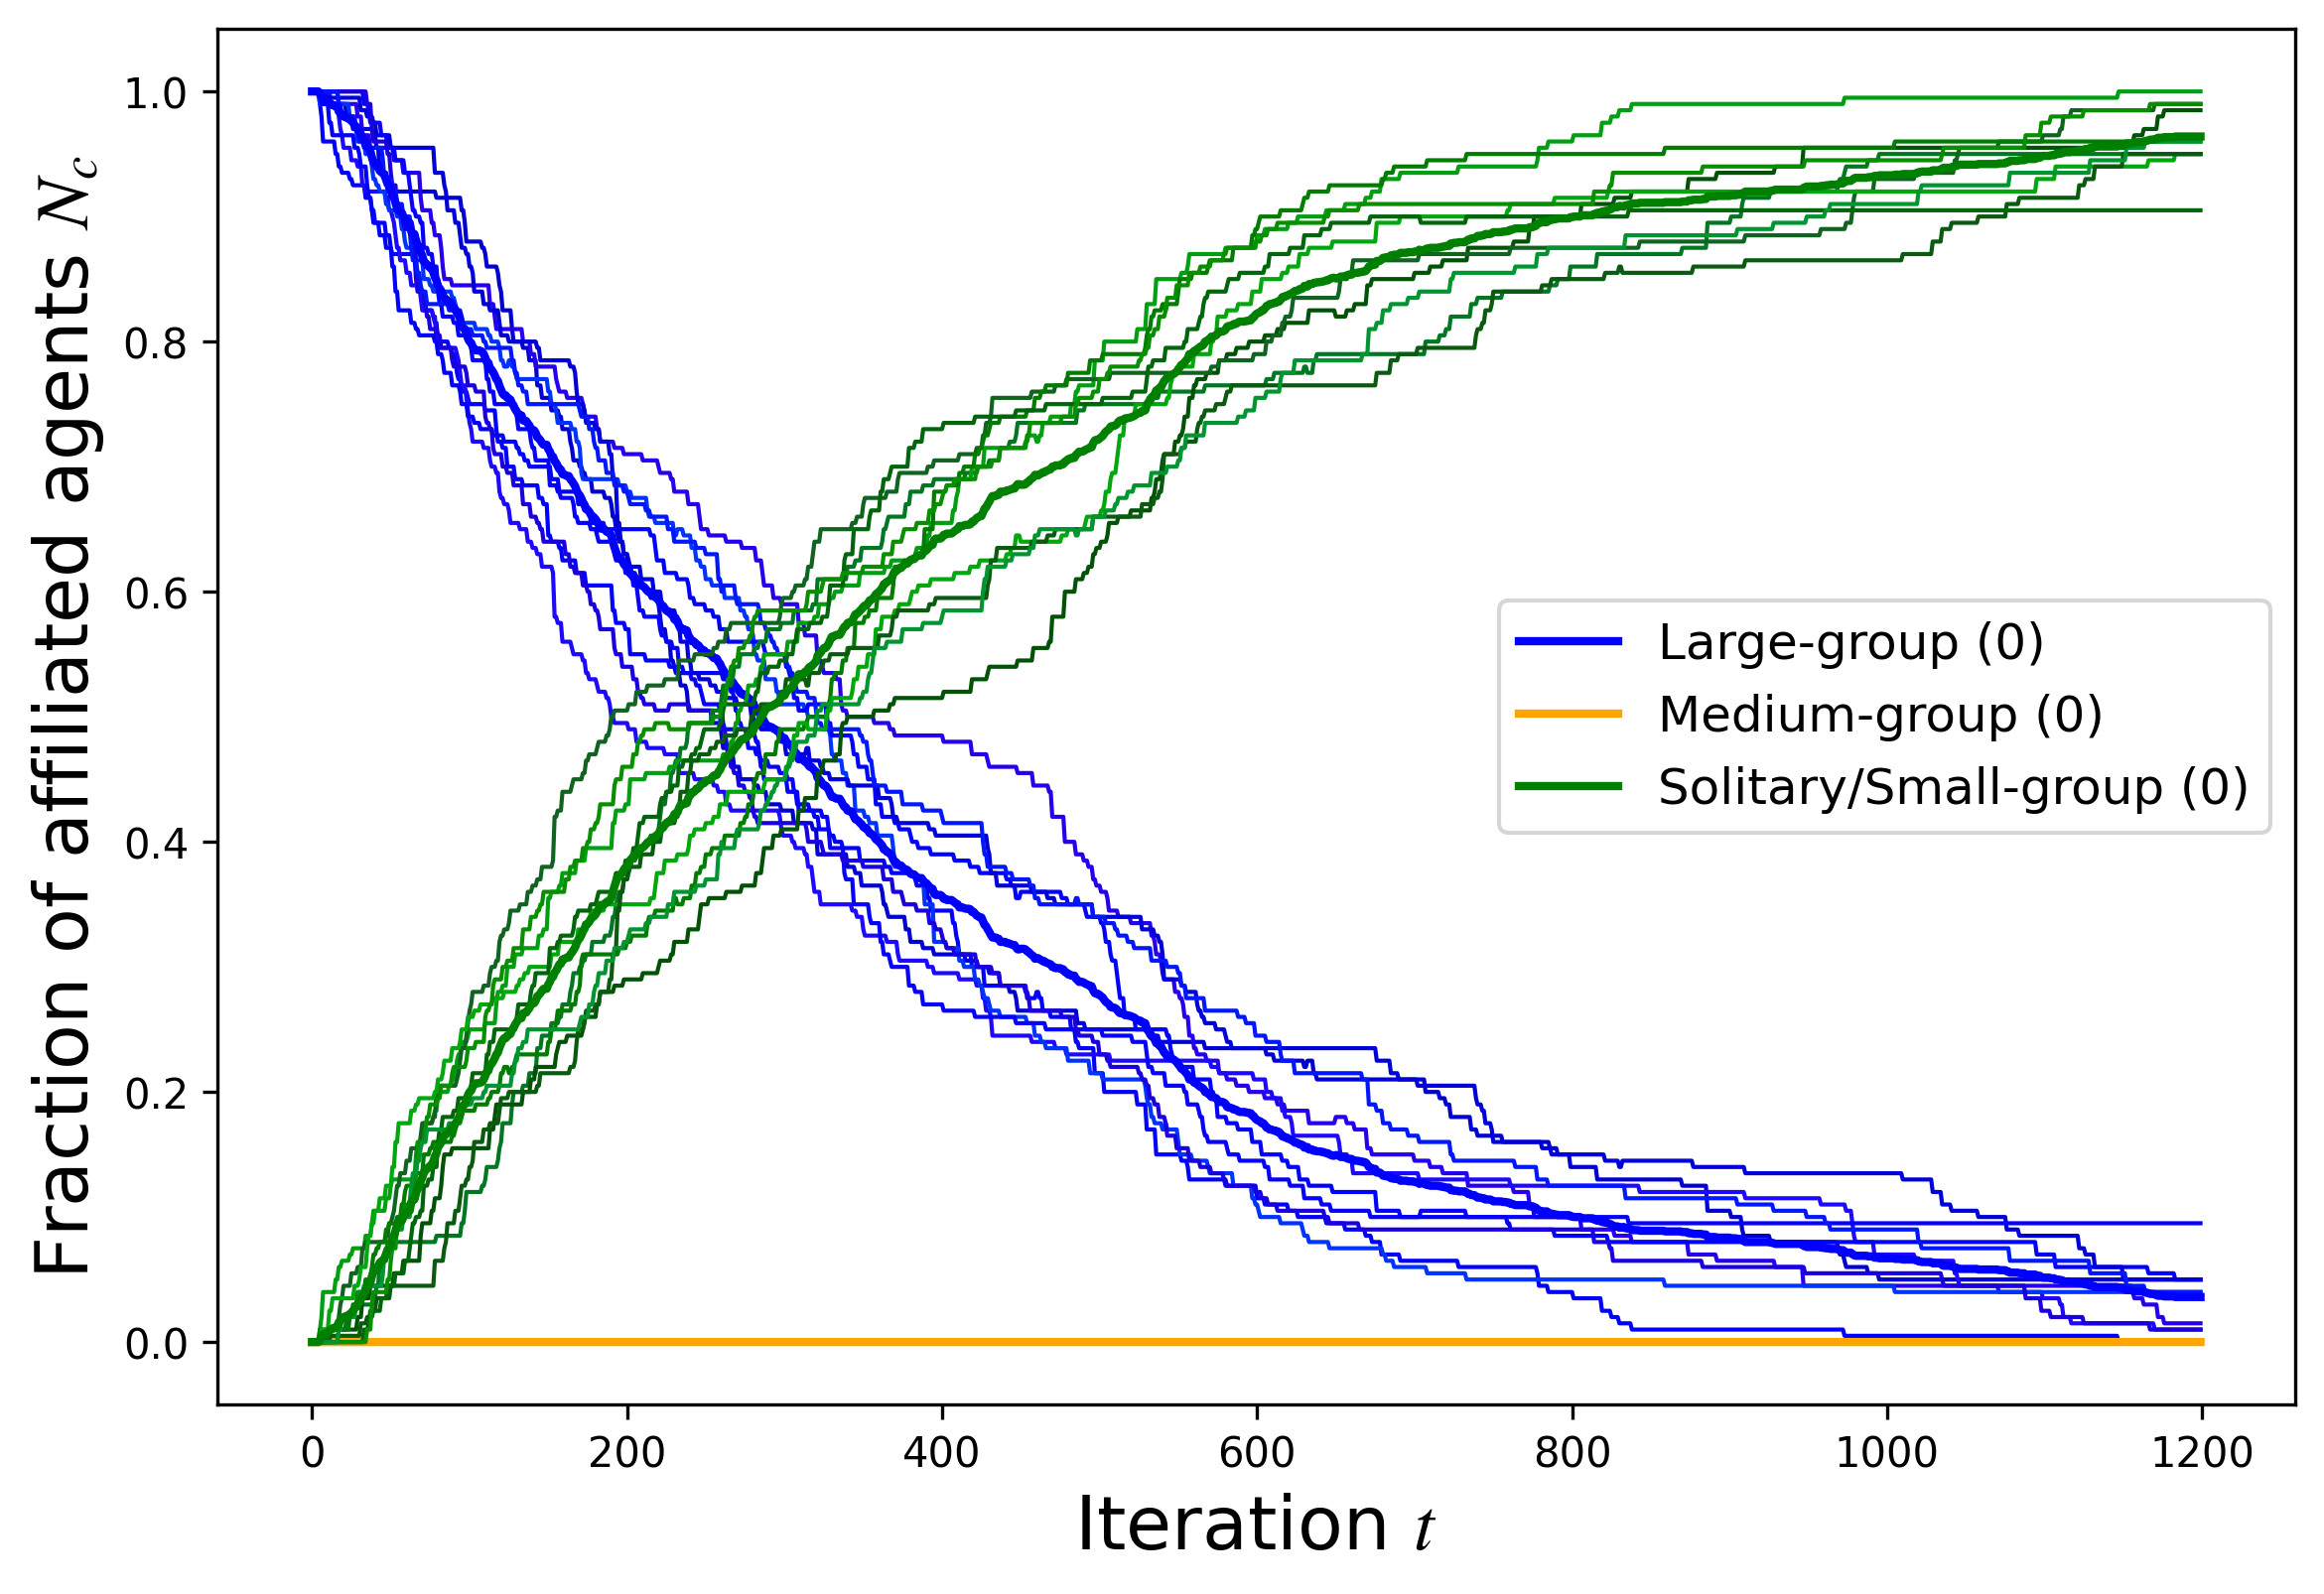 Fraction of affiliated agents N_c
1.0
0.8
0.6
0.4
0.2
0.0
Large-group (0)
Medium-group (0)
Solitary/Small-group (0)
0 200 400 600 800 1000 1200
Iteration t